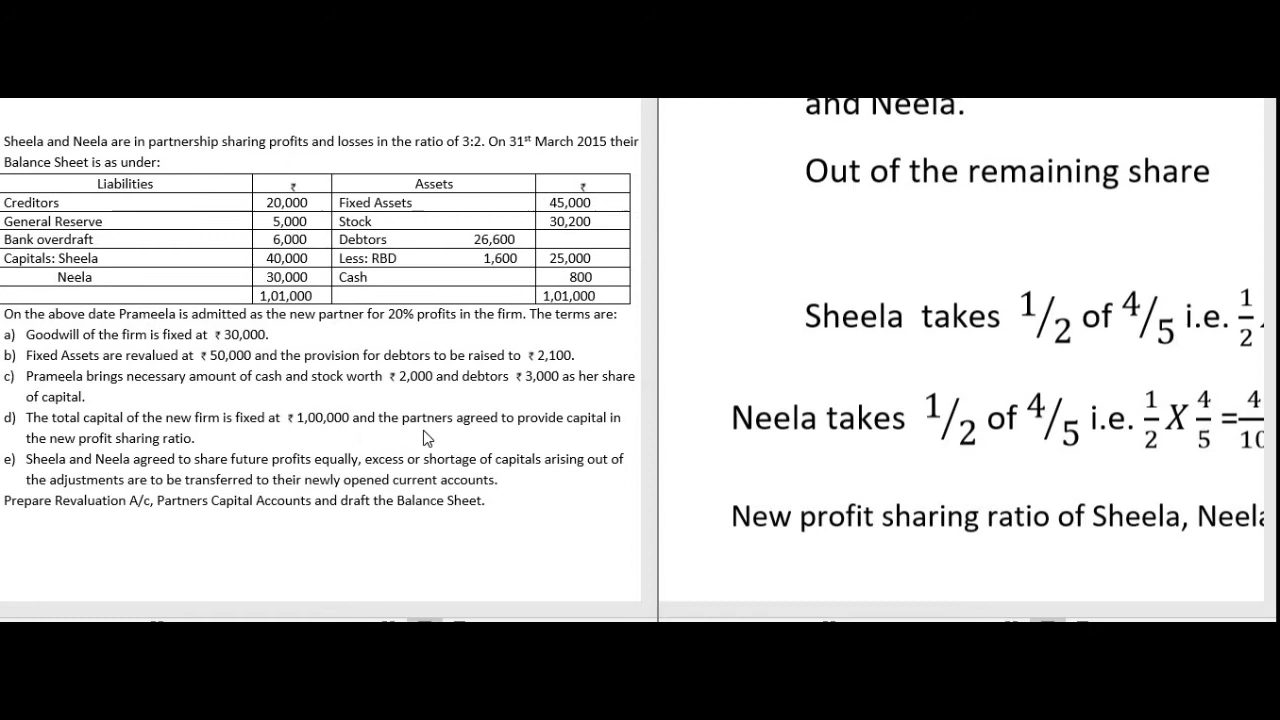 Sheela and Neela are in partnership sharing profits and losses in the ratio of 3:2. On 31st March 2015 their
Balance Sheet is as under:
Liabilities ₹ Assets ₹
Creditors 20,000 Fixed Assets 45,000
General Reserve 5,000 Stock 30,200
Bank overdraft 6,000 Debtors 26,600
Capitals: Sheela 40,000 Less: RBD 1,600 25,000
Neela 30,000 Cash 800
1,01,000 1,01,000
On the above date Prameela is admitted as the new partner for 20% profits in the firm. The terms are:
a) Goodwill of the firm is fixed at ₹ 30,000.
b) Fixed Assets are revalued at ₹ 50,000 and the provision for debtors to be raised to ₹ 2,100.
c) Prameela brings necessary amount of cash and stock worth ₹ 2,000 and debtors ₹ 3,000 as her share
of capital.
d) The total capital of the new firm is fixed at ₹ 1,00,000 and the partners agreed to provide capital in
the new profit sharing ratio.
e) Sheela and Neela agreed to share future profits equally, excess or shortage of capitals arising out of
the adjustments are to be transferred to their newly opened current accounts.
Prepare Revaluation A/c, Partners Capital Accounts and draft the Balance Sheet.
and Neela.
Out of the remaining share
Sheela takes 1/2 of 4/5 i.e. 1/2
Neela takes 1/2 of 4/5 i.e. 1/2 X 4/5 = 4/10
New profit sharing ratio of Sheela, Neela